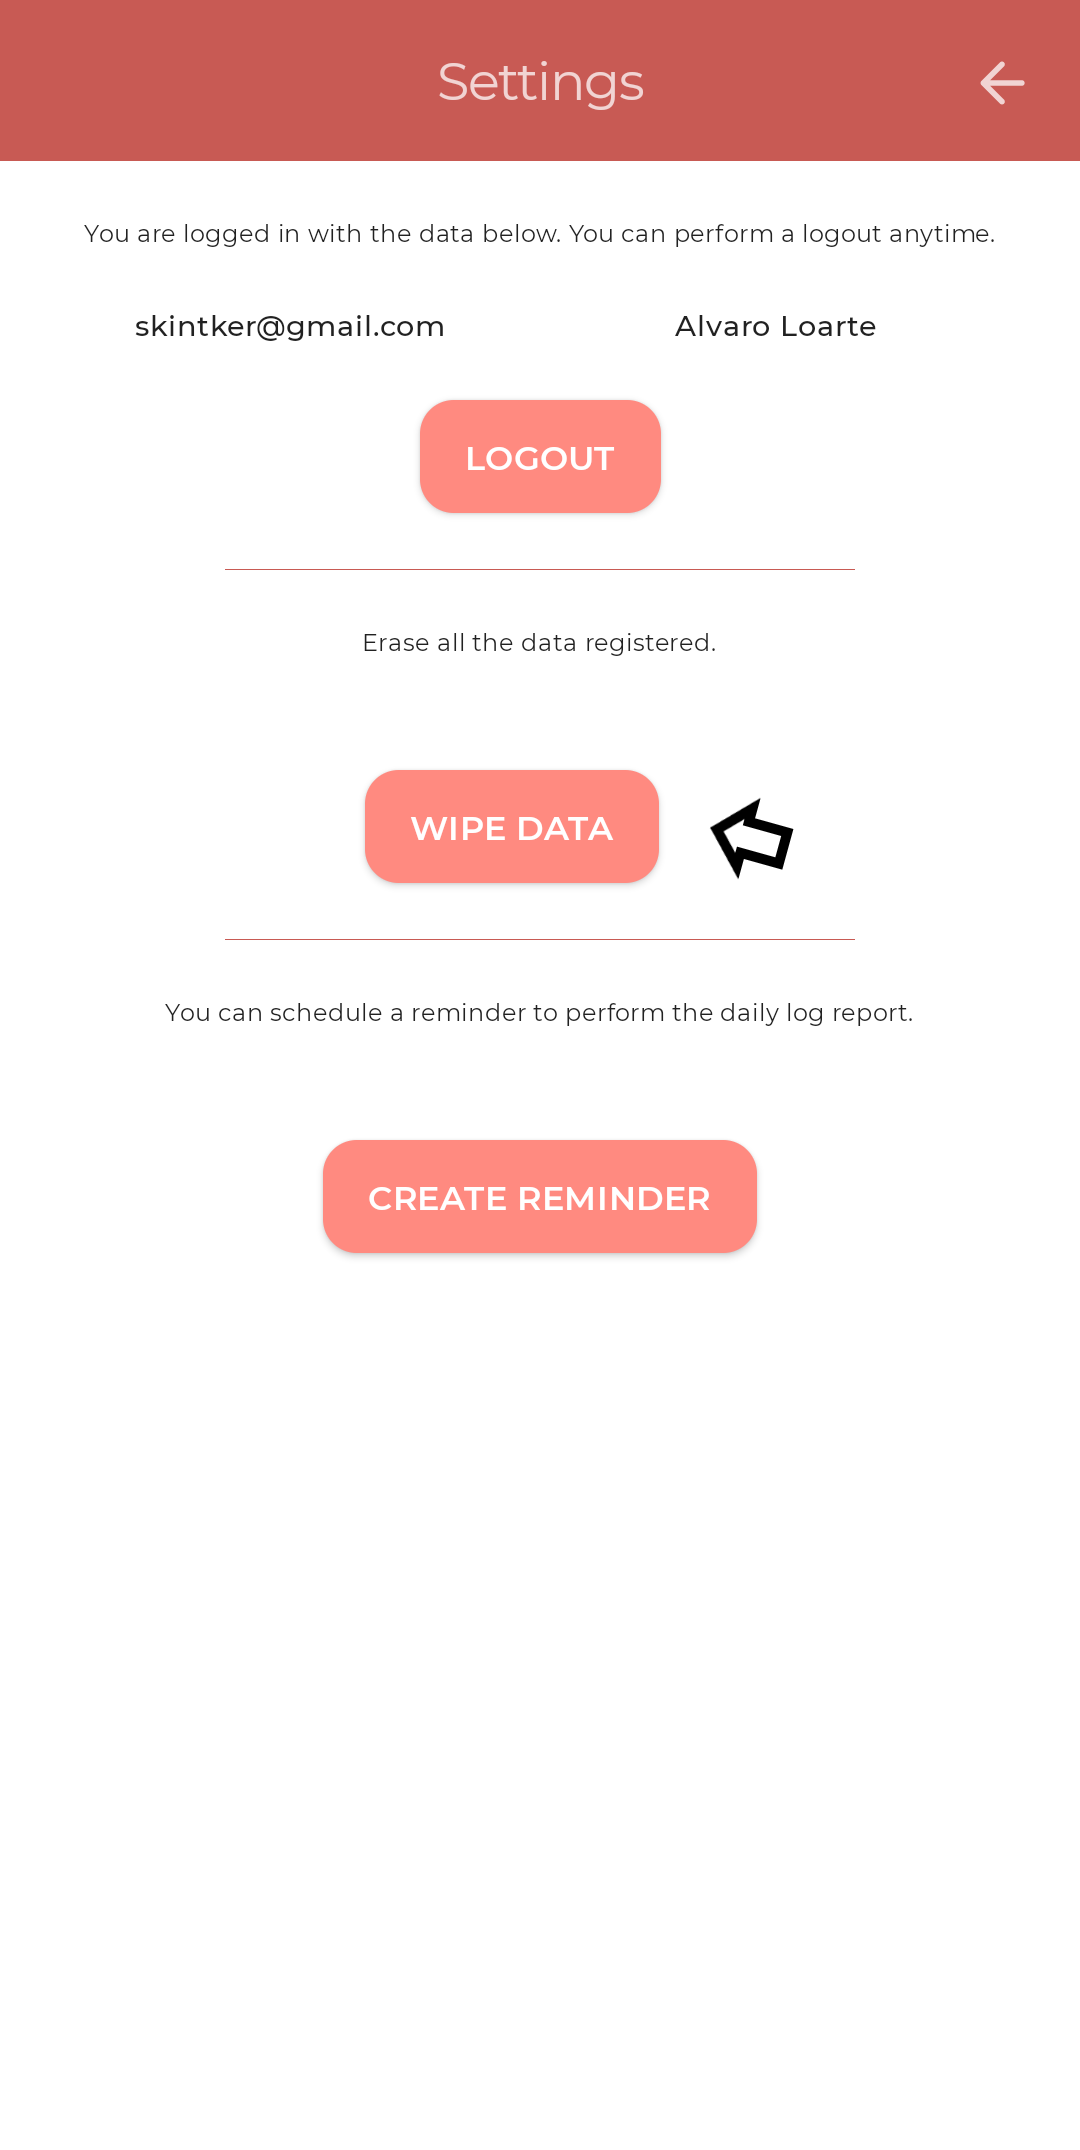 Settings
You are logged in with the data below. You can perform a logout anytime.
skintker@gmail.com Alvaro Loarte
LOGOUT
Erase all the data registered.
WIPE DATA
You can schedule a reminder to perform the daily log report.
CREATE REMINDER